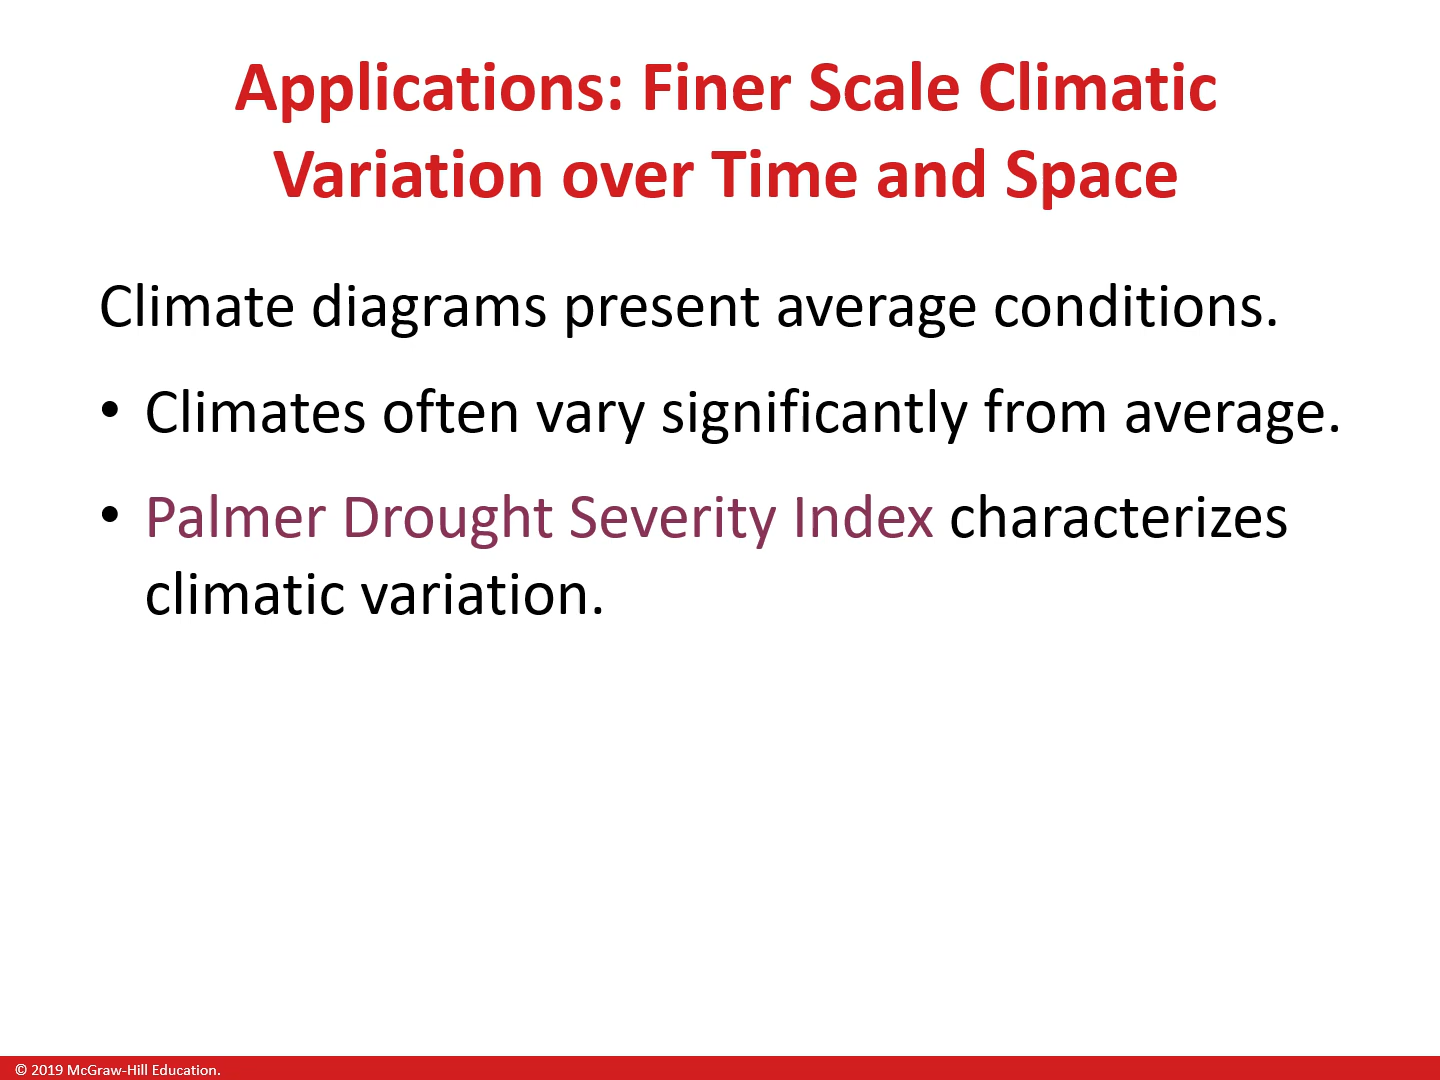 Applications: Finer Scale Climatic
Variation over Time and Space
Climate diagrams present average conditions.
• Climates often vary significantly from average.
• Palmer Drought Severity Index characterizes
climatic variation.
© 2019 McGraw-Hill Education.